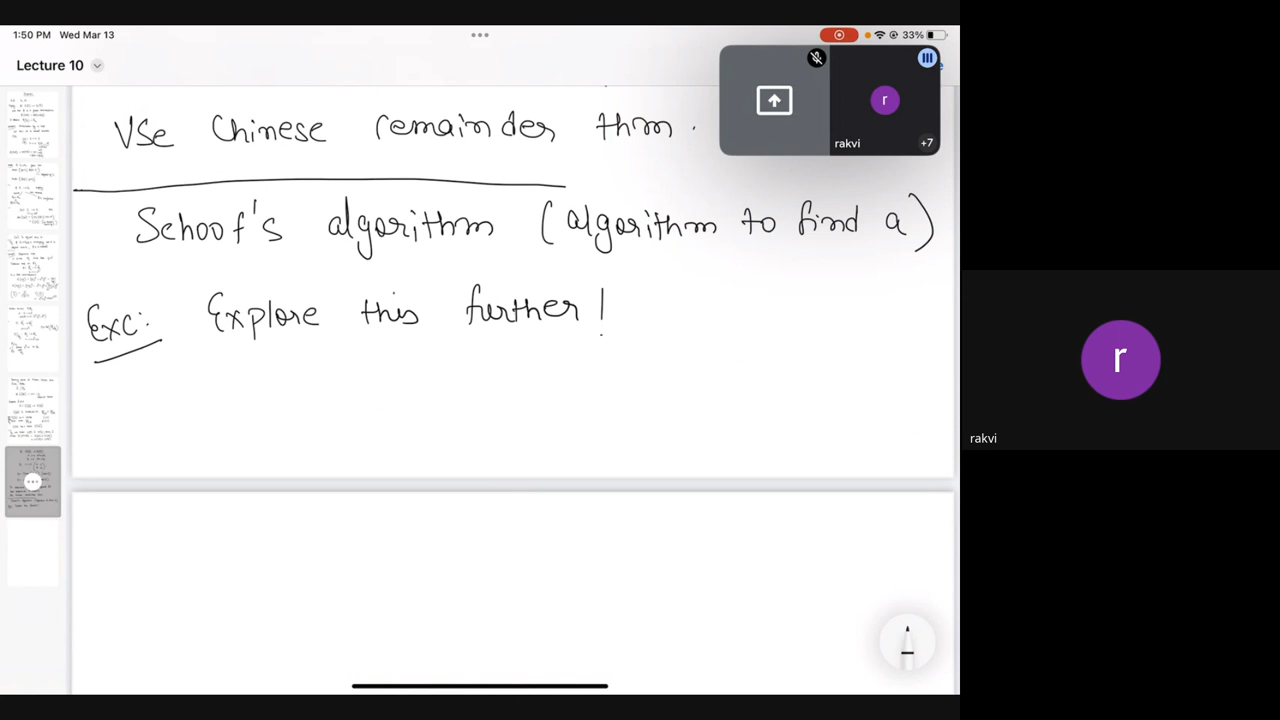 1:50 PM Wed Mar 13
33%
Lecture 10
rakvi
+7
r
Use Chinese remainder thm.
Schoof's algorithm (algorithm to find a)
Exc: Explore this further!
r
rakvi